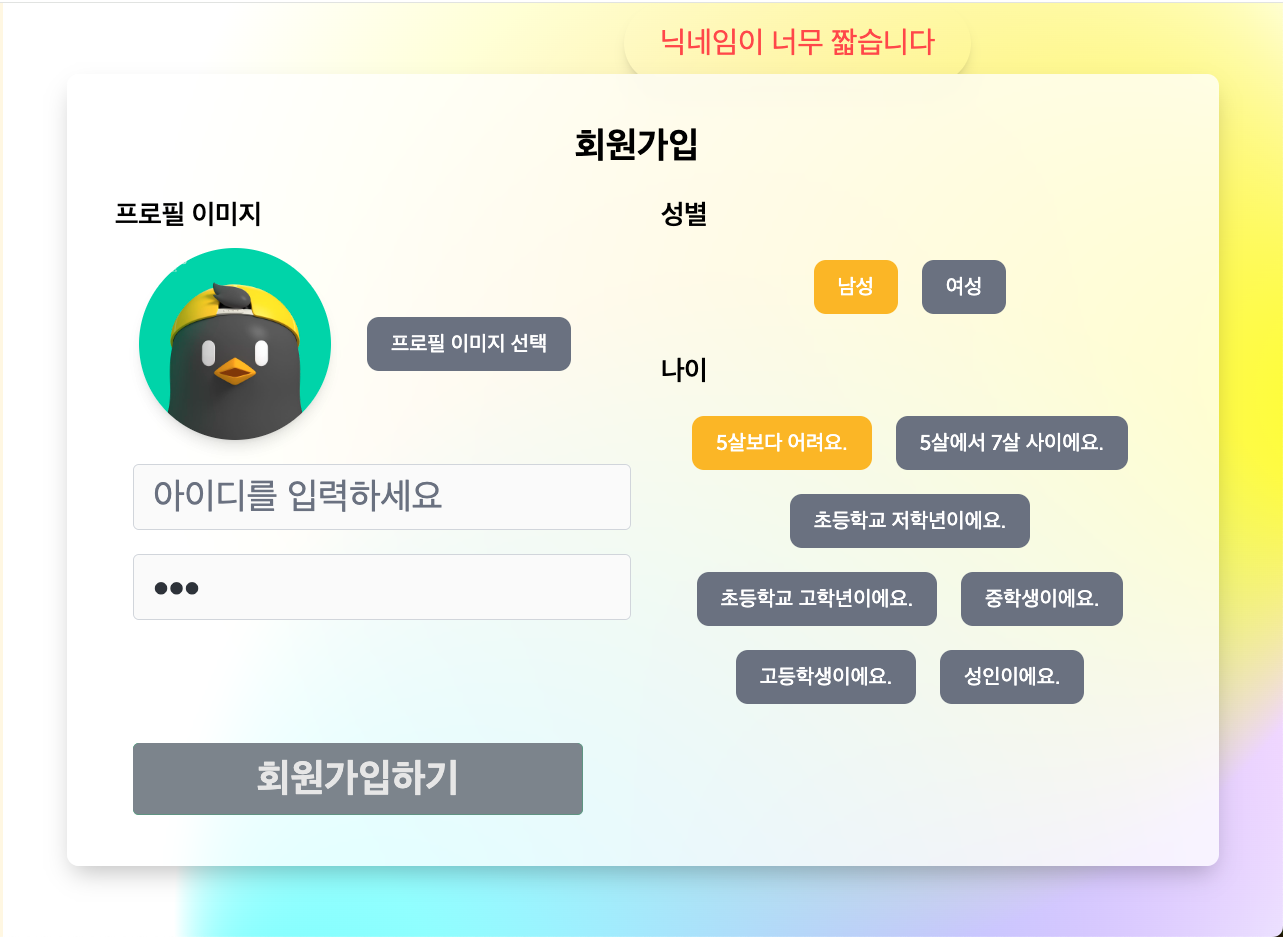 닉네임이 너무 짧습니다
회원가입
프로필 이미지
프로필 이미지 선택
아이디를 입력하세요
•••
회원가입하기
성별
남성 여성
나이
5살보다 어려요. 5살에서 7살 사이에요.
초등학교 저학년이에요.
초등학교 고학년이에요. 중학생이에요.
고등학생이에요. 성인이에요.